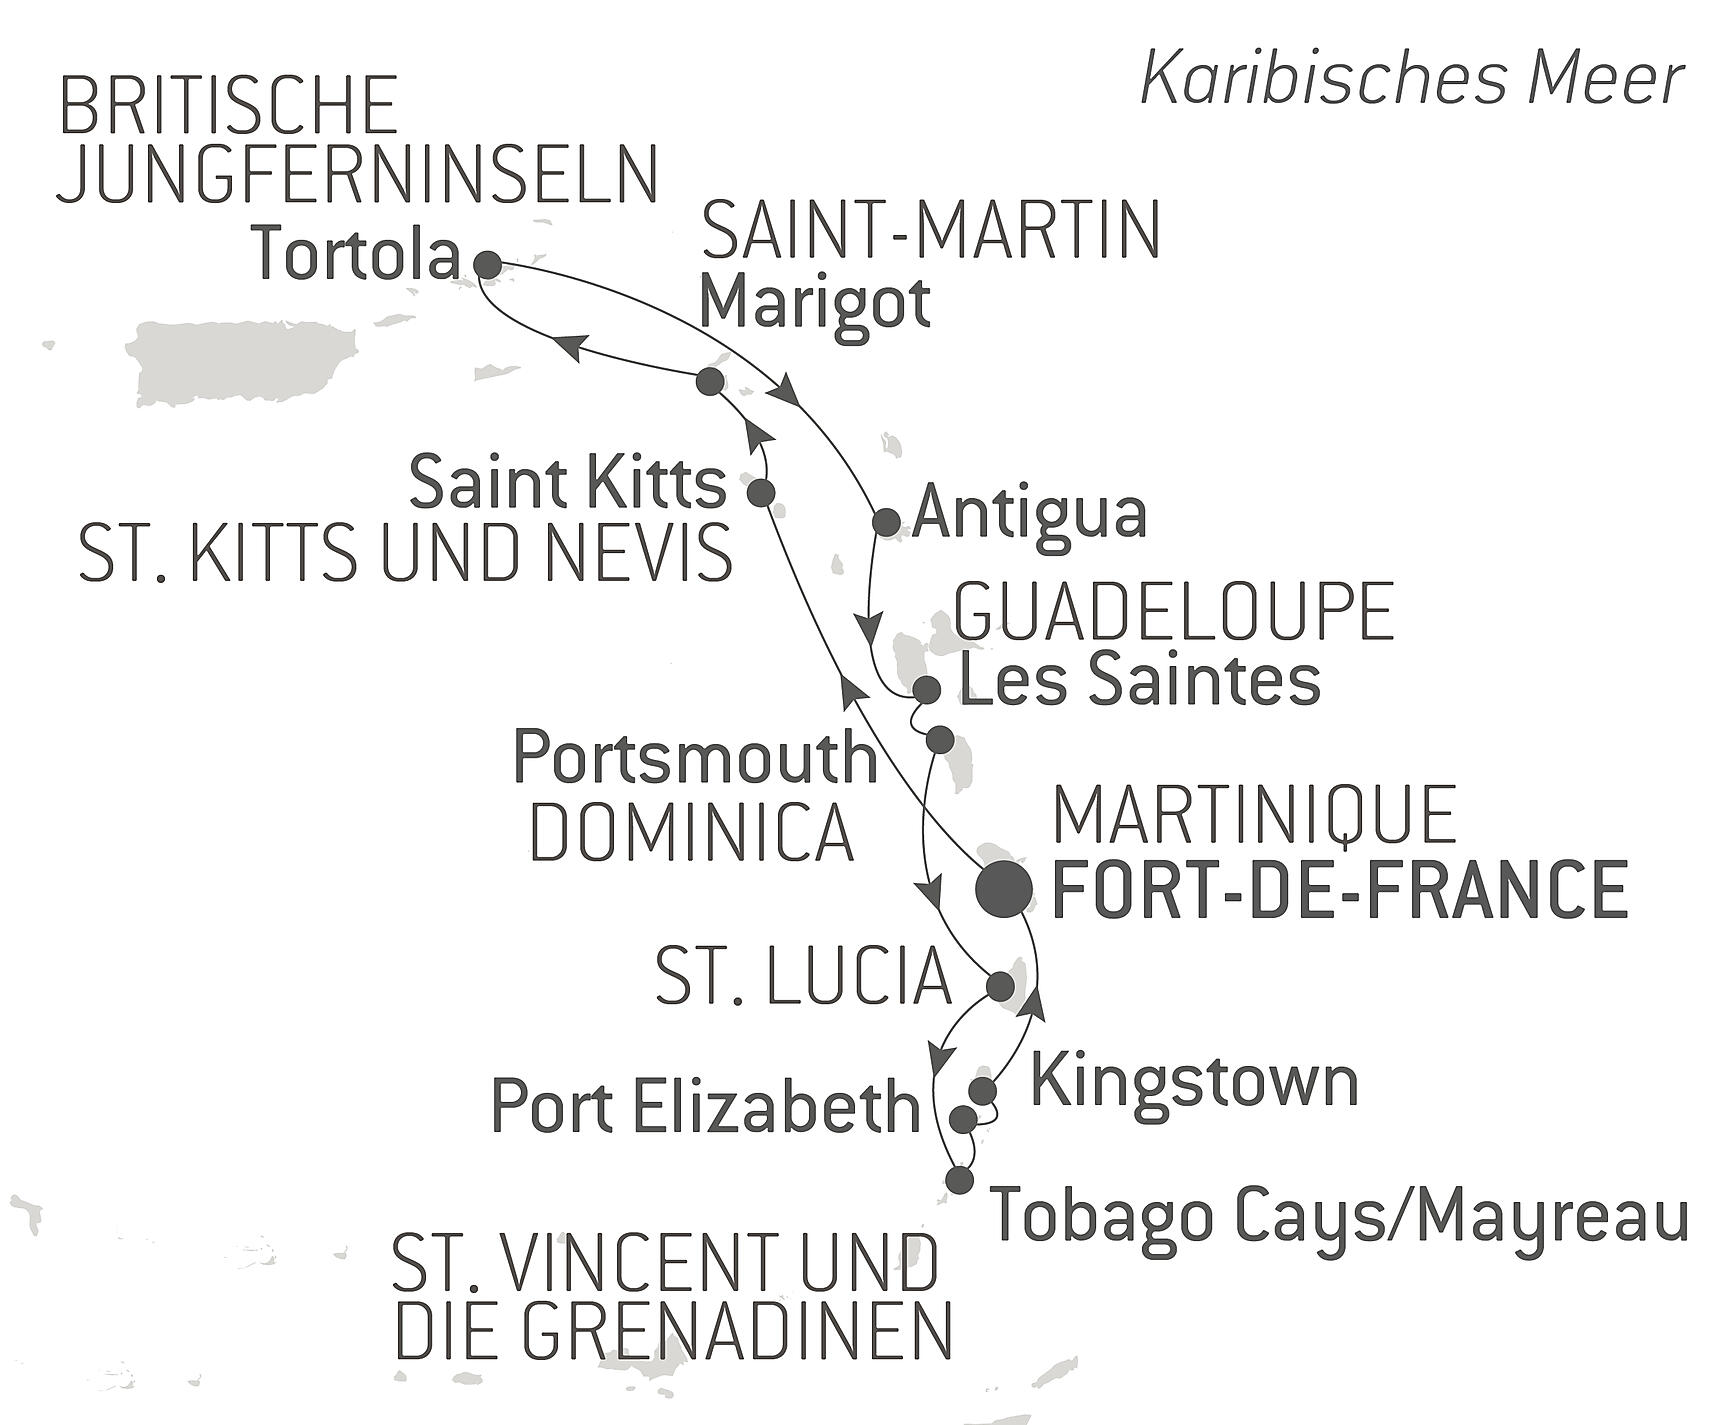 Karibisches Meer
BRITISCHE
JUNGFERNINSELN
Tortola
SAINT-MARTIN
Marigot
Saint Kitts
ST. KITTS UND NEVIS
Antigua
GUADELOUPE
Les Saintes
Portsmouth
DOMINICA
MARTINIQUE
FORT-DE-FRANCE
ST. LUCIA
Kingstown
Port Elizabeth
Tobago Cays/Mayreau
ST. VINCENT UND
DIE GRENADINEN